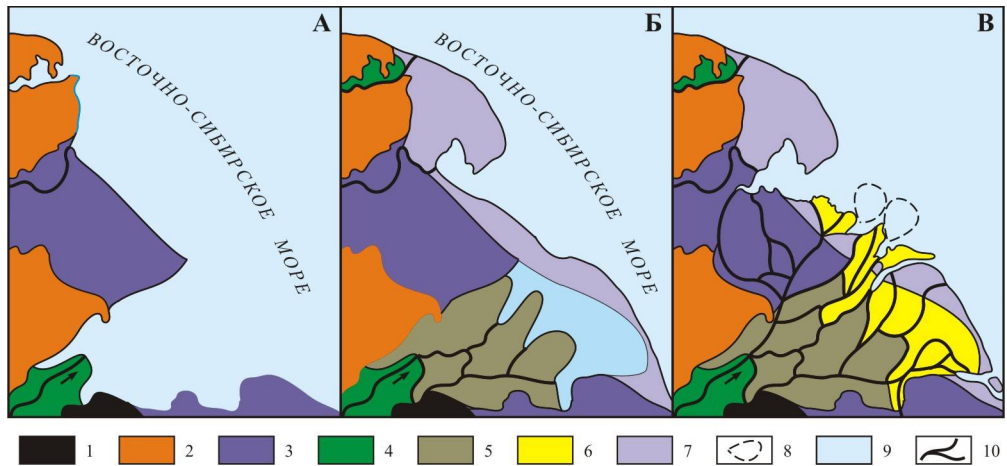 А
ВОСТОЧНО-СИБИРСКОЕ МОРЕ
Б
ВОСТОЧНО-СИБИРСКОЕ МОРЕ
В
1 2 3 4 5 6 7 8 9 10